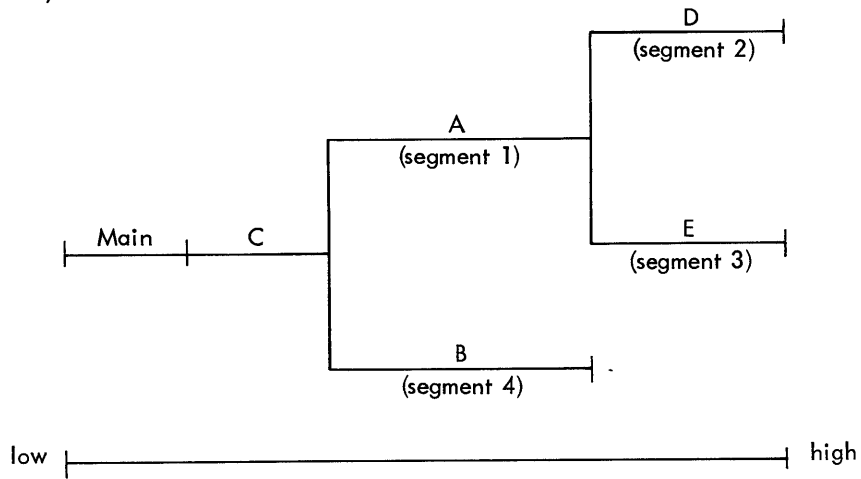 D
(segment 2)
A
(segment 1)
Main C
E
(segment 3)
B
(segment 4)
low high